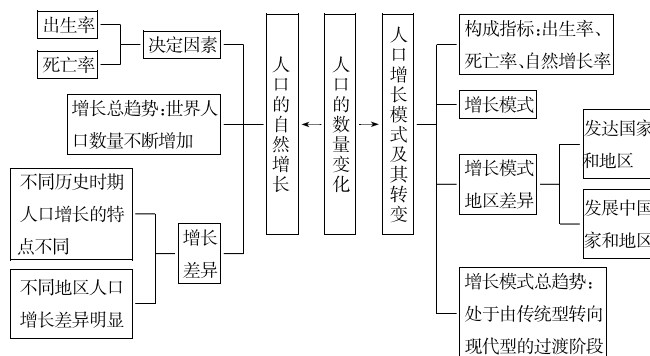 出生率
死亡率
决定因素
增长总趋势:世界人
口数量不断增加
不同历史时期
人口增长的特
点不同
不同地区人口
增长差异明显
增长
差异
人口的自然增长
人口的数量变化
人口增长模式及其转变
构成指标:出生率、
死亡率、自然增长率
增长模式
增长模式
地区差异
发达国家
和地区
发展中国
家和地区
增长模式总趋势:
处于由传统型转向
现代型的过渡阶段